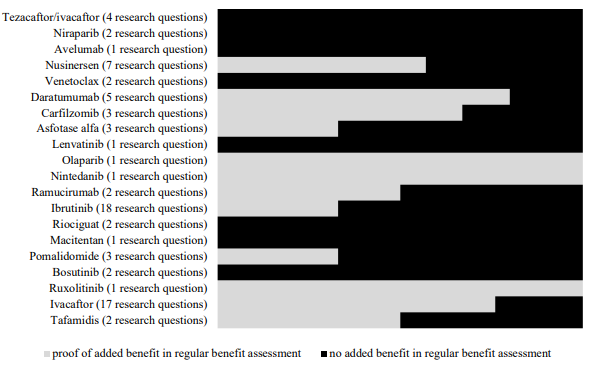 Tezacaftor/ivacaftor (4 research questions)
Niraparib (2 research questions)
Avelumab (1 research question)
Nusinersen (7 research questions)
Venetoclax (2 research questions)
Daratumumab (5 research questions)
Carfilzomib (3 research questions)
Asfotase alfa (3 research questions)
Lenvatinib (1 research question)
Olaparib (1 research question)
Nintedanib (1 research question)
Ramucirumab (2 research questions)
Ibrutinib (18 research questions)
Riociguat (2 research questions)
Macitentan (1 research question)
Pomalidomide (3 research questions)
Bosutinib (2 research questions)
Ruxolitinib (1 research question)
Ivacaftor (17 research questions)
Tafamidis (2 research questions)
proof of added benefit in regular benefit assessment
no added benefit in regular benefit assessment